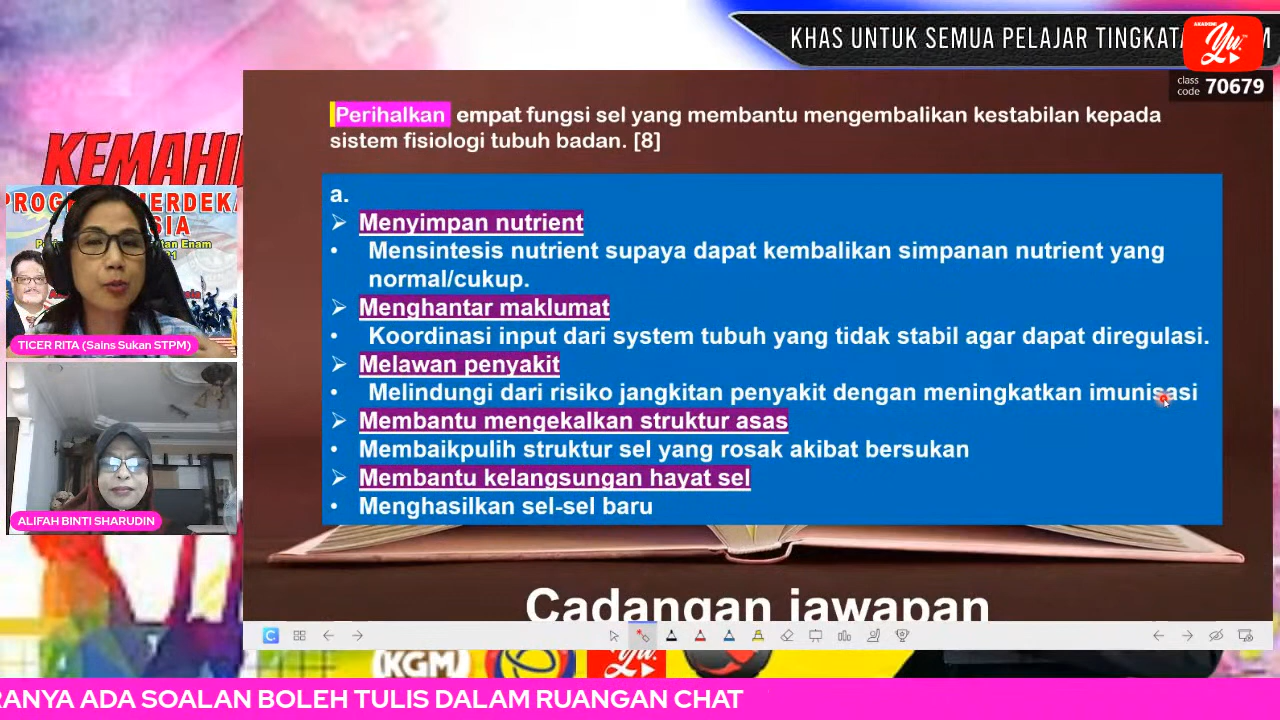 KHAS UNTUK SEMUA PELAJAR TINGKATA
AKADEMI
Yu.
class
code 70679
KEMAHI
Perihalkan empat fungsi sel yang membantu mengembalikan kestabilan kepada
sistem fisiologi tubuh badan. [8]
a.
Menyimpan nutrient
Mensintesis nutrient supaya dapat kembalikan simpanan nutrient yang
normal/cukup.
Menghantar maklumat
Koordinasi input dari system tubuh yang tidak stabil agar dapat diregulasi.
Melawan penyakit
Melindungi dari risiko jangkitan penyakit dengan meningkatkan imunisasi
Membantu mengekalkan struktur asas
Membaikpulih struktur sel yang rosak akibat bersukan
Membantu kelangsungan hayat sel
Menghasilkan sel-sel baru
Cadangan jawapan
TICER RITA (Sains Sukan STPM)
ALIFAH BINTI SHARUDIN
KGM
RANYA ADA SOALAN BOLEH TULIS DALAM RUANGAN CHAT